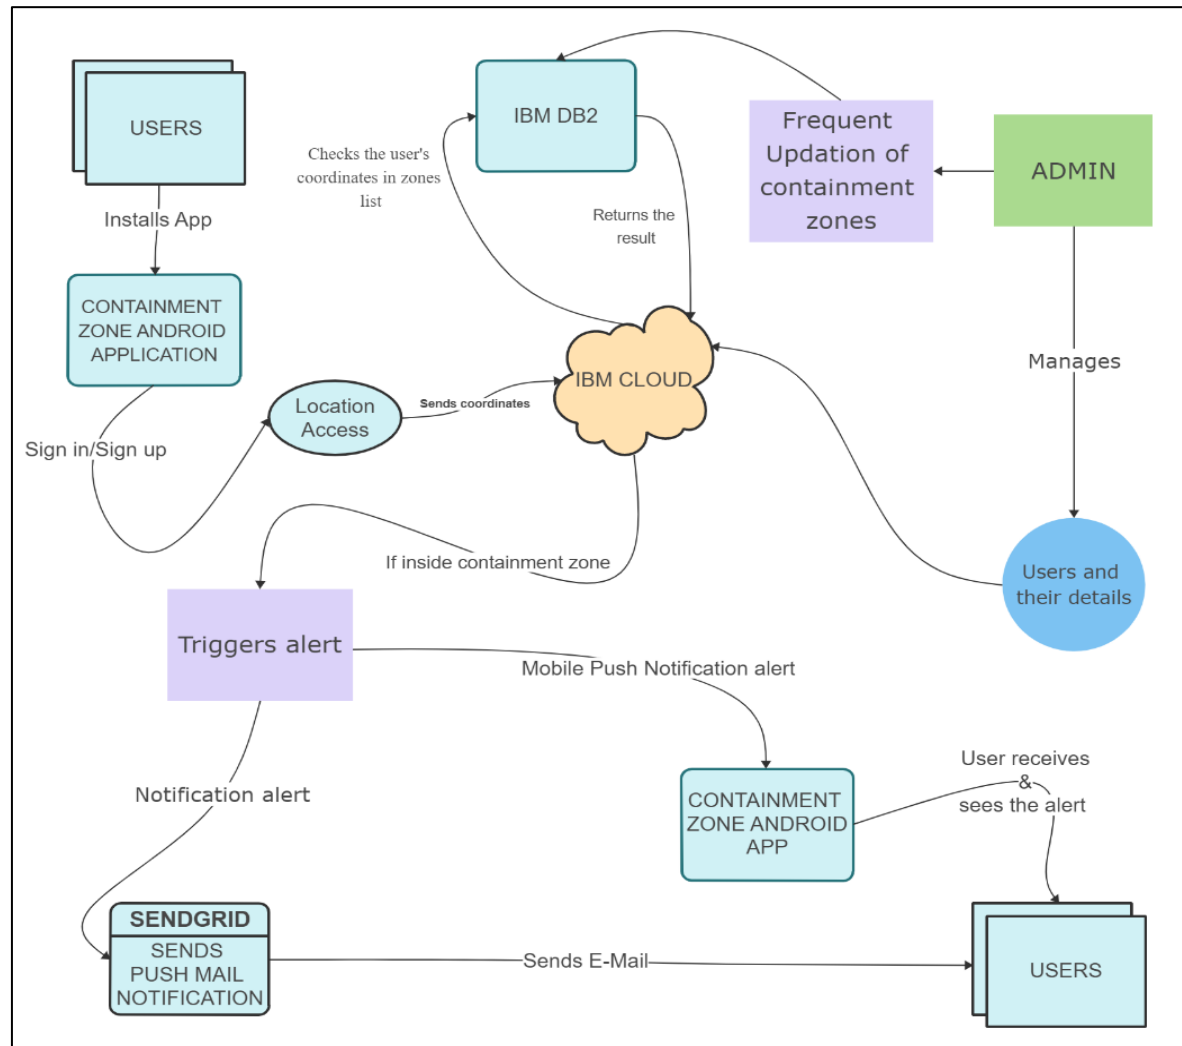 USERS
Installs App
CONTAINMENT
ZONE ANDROID
APPLICATION
Sign in/Sign up
Location
Access
Sends coordinates
IBM CLOUD
Checks the user's
coordinates in zones
list
IBM DB2
Returns the
result
Frequent
Updation of
containment
zones
ADMIN
Manages
Users and
their details
If inside containment zone
Triggers alert
Mobile Push Notification alert
Notification alert
CONTAINMENT
ZONE ANDROID
APP
User receives
&
sees the alert
SENDGRID
SENDS
PUSH MAIL
NOTIFICATION
Sends E-Mail
USERS